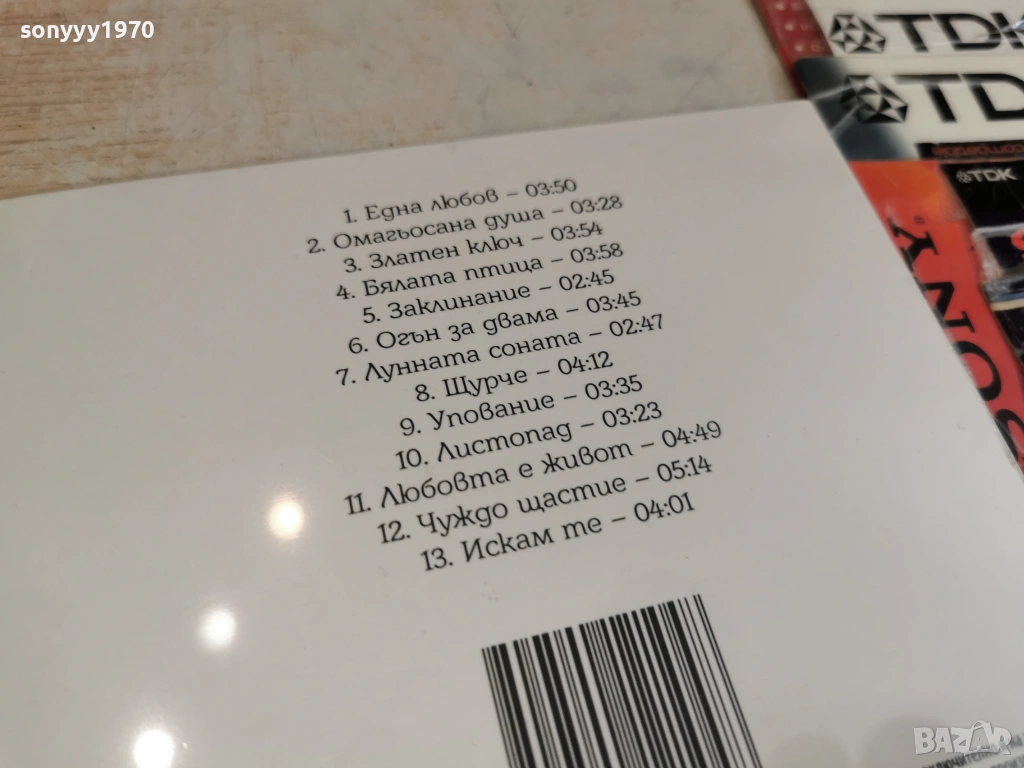 sonyyy1970
TDK
TDK
TDK
SONY
1. Една любов – 03:50
2. Омагьосана душа – 03:28
3. Златен ключ – 03:54
4. Бялата птица – 03:58
5. Заклинание – 02:45
6. Огън за двама – 03:45
7. Лунната соната – 02:47
8. Щурче – 04:12
9. Упование – 03:35
10. Листопад – 03:23
11. Любовта е живот – 04:49
12. Чуждо щастие – 05:14
13. Искам те – 04:01
BAZAR